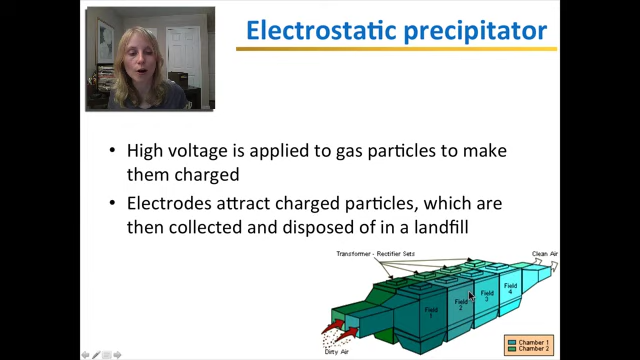 Electrostatic precipitator
• High voltage is applied to gas particles to make
them charged
• Electrodes attract charged particles, which are
then collected and disposed of in a landfill
Transformer - Rectifier Sets
Clean Air
Field
1
Field
2
Field
3
Field
4
Dirty Air
Chamber 1
Chamber 2